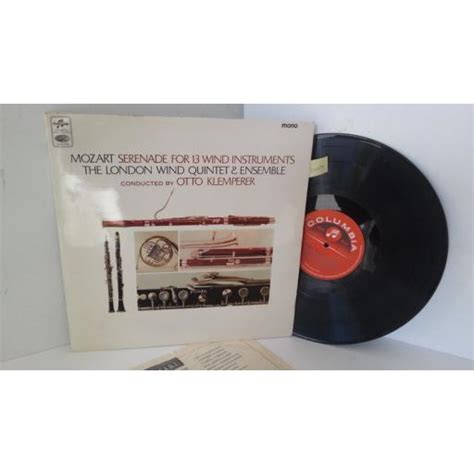 mono
MOZART SERENADE FOR 13 WIND INSTRUMENTS
THE LONDON WIND QUINTET & ENSEMBLE
CONDUCTED BY OTTO KLEMPERER
COLUMBIA